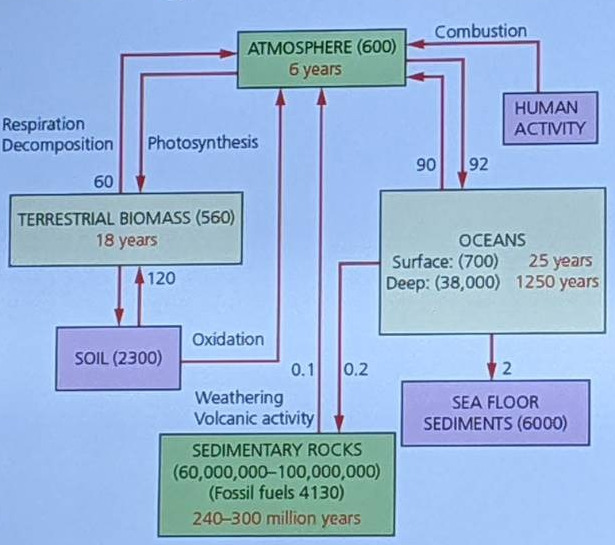 Combustion
ATMOSPHERE (600)
6 years
HUMAN
ACTIVITY
Respiration
Decomposition
Photosynthesis
60
90
92
TERRESTRIAL BIOMASS (560)
18 years
OCEANS
Surface: (700) 25 years
Deep: (38,000) 1250 years
120
Oxidation
SOIL (2300)
0.1
0.2
2
Weathering
Volcanic activity
SEA FLOOR
SEDIMENTS (6000)
SEDIMENTARY ROCKS
(60,000,000–100,000,000)
(Fossil fuels 4130)
240–300 million years